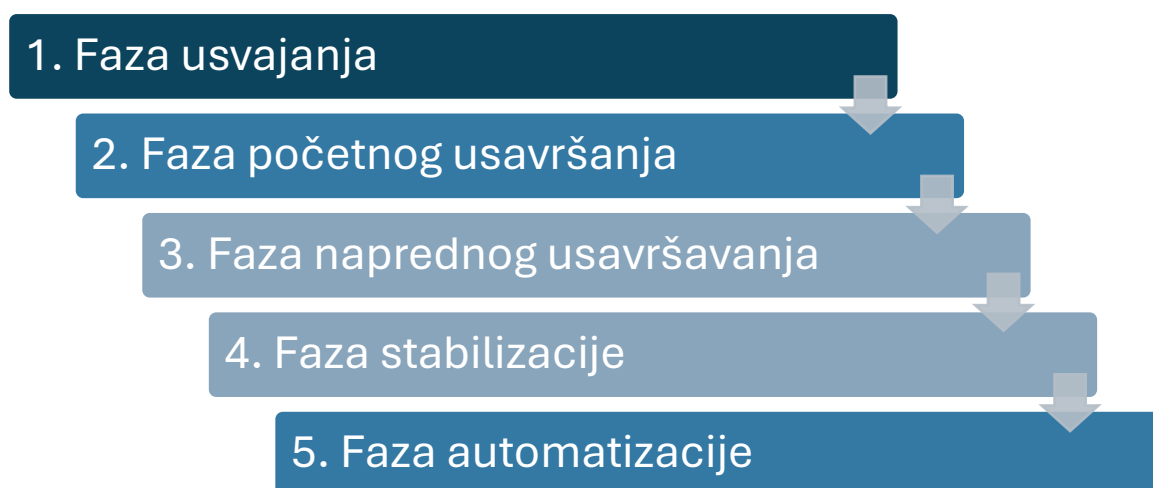 1. Faza usvajanja
2. Faza početnog usavršanja
3. Faza naprednog usavršavanja
4. Faza stabilizacije
5. Faza automatizacije